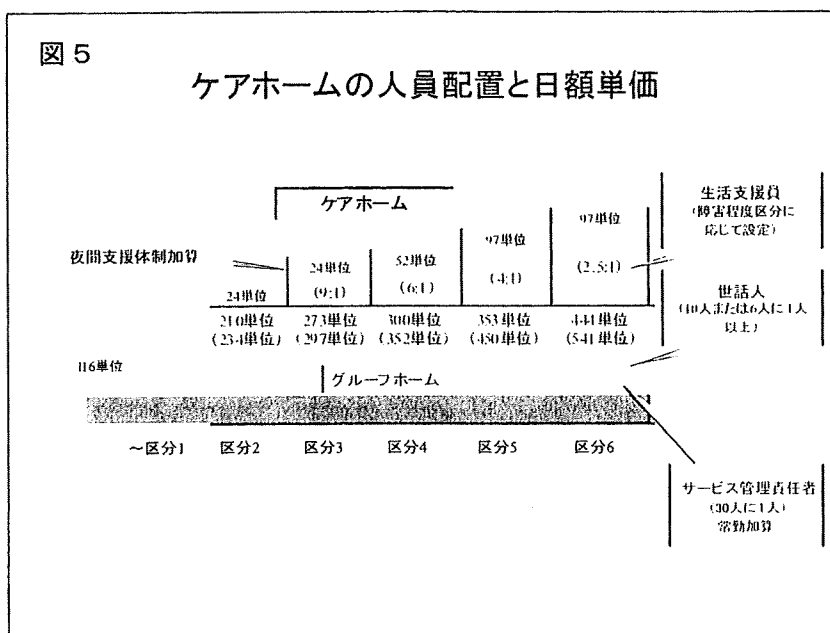 図5
ケアホームの人員配置と日額単価
ケアホーム
夜間支援体制加算
24単位
24単位
(9:1)
52単位
(6:1)
97単位
(4:1)
97単位
(2.5:1)
210単位
(234単位)
273単位
(297単位)
300単位
(352単位)
353単位
(450単位)
444単位
(541単位)
116単位
グループホーム
〜区分1
区分2
区分3
区分4
区分5
区分6
生活支援員
(障害程度区分に
応じて設定)
世話人
(10人または6人に1人
以上)
サービス管理責任者
(30人に1人)
常勤加算